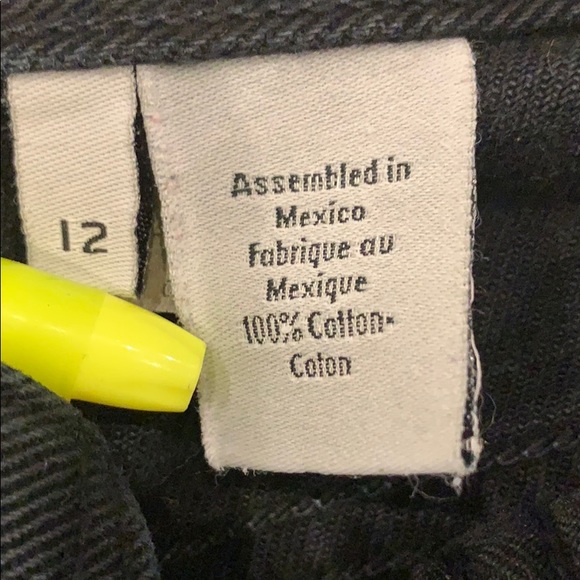 12
Assembled in
Mexico
Fabrique au
Mexique
100% Cotton-
Coton